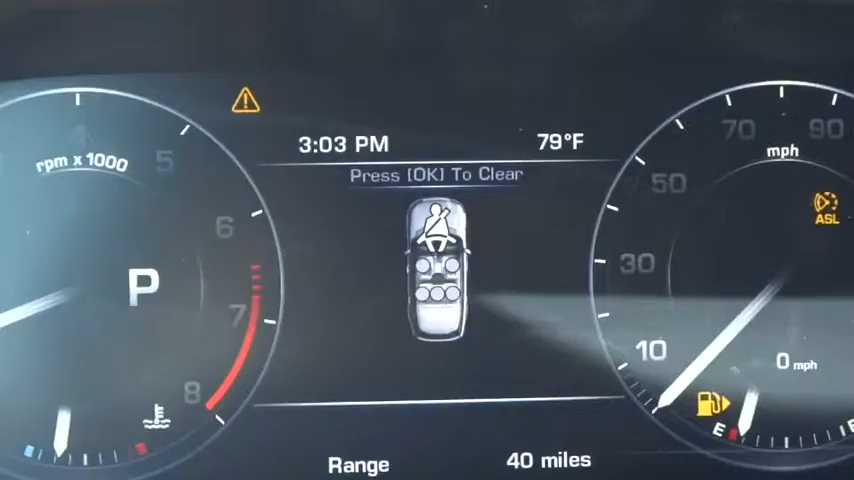 3:03 PM
79°F
Press [OK] To Clear
rpm x 1000
5
6
7
8
P
mph
10
30
50
70
90
ASL
0 mph
E
Range
40 miles